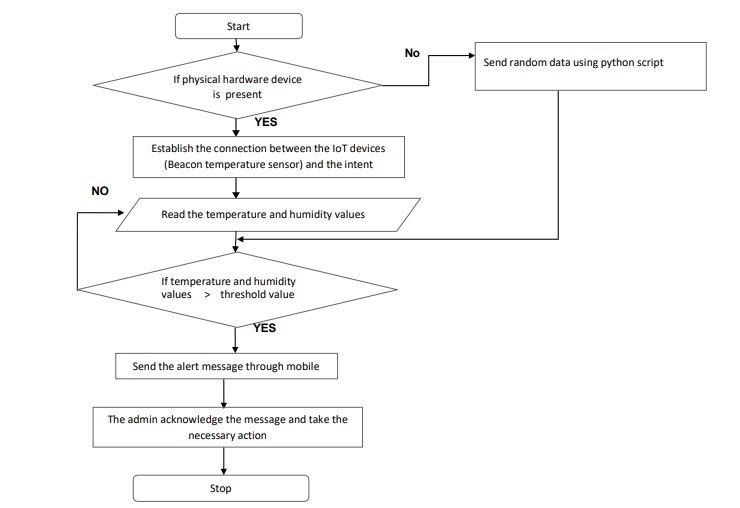 Start
No
Send random data using python script
If physical hardware device
is present
YES
Establish the connection between the IoT devices
(Beacon temperature sensor) and the intent
NO
Read the temperature and humidity values
If temperature and humidity
values > threshold value
YES
Send the alert message through mobile
The admin acknowledge the message and take the
necessary action
Stop